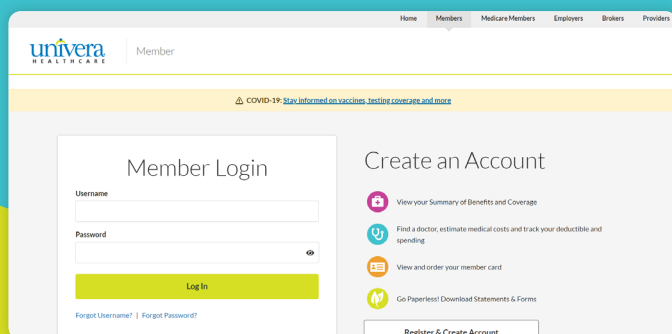 Home Members Medicare Members Employers Brokers Providers
univera
HEALTHCARE
Member
COVID-19: Stay informed on vaccines, testing coverage and more
Member Login
Username
Password
Log In
Forgot Username? | Forgot Password?
Create an Account
View your Summary of Benefits and Coverage
Find a doctor, estimate medical costs and track your deductible and
spending
View and order your member card
Go Paperless! Download Statements & Forms
Register & Create Account